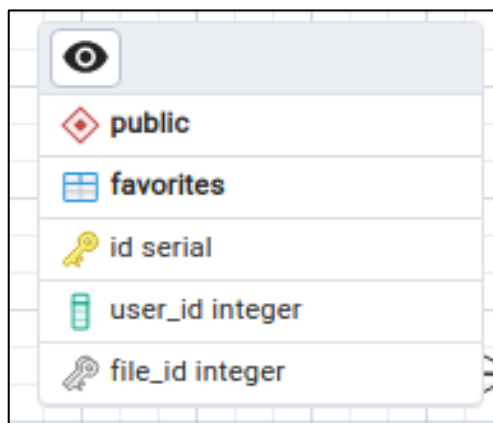 public
favorites
id serial
user_id integer
file_id integer